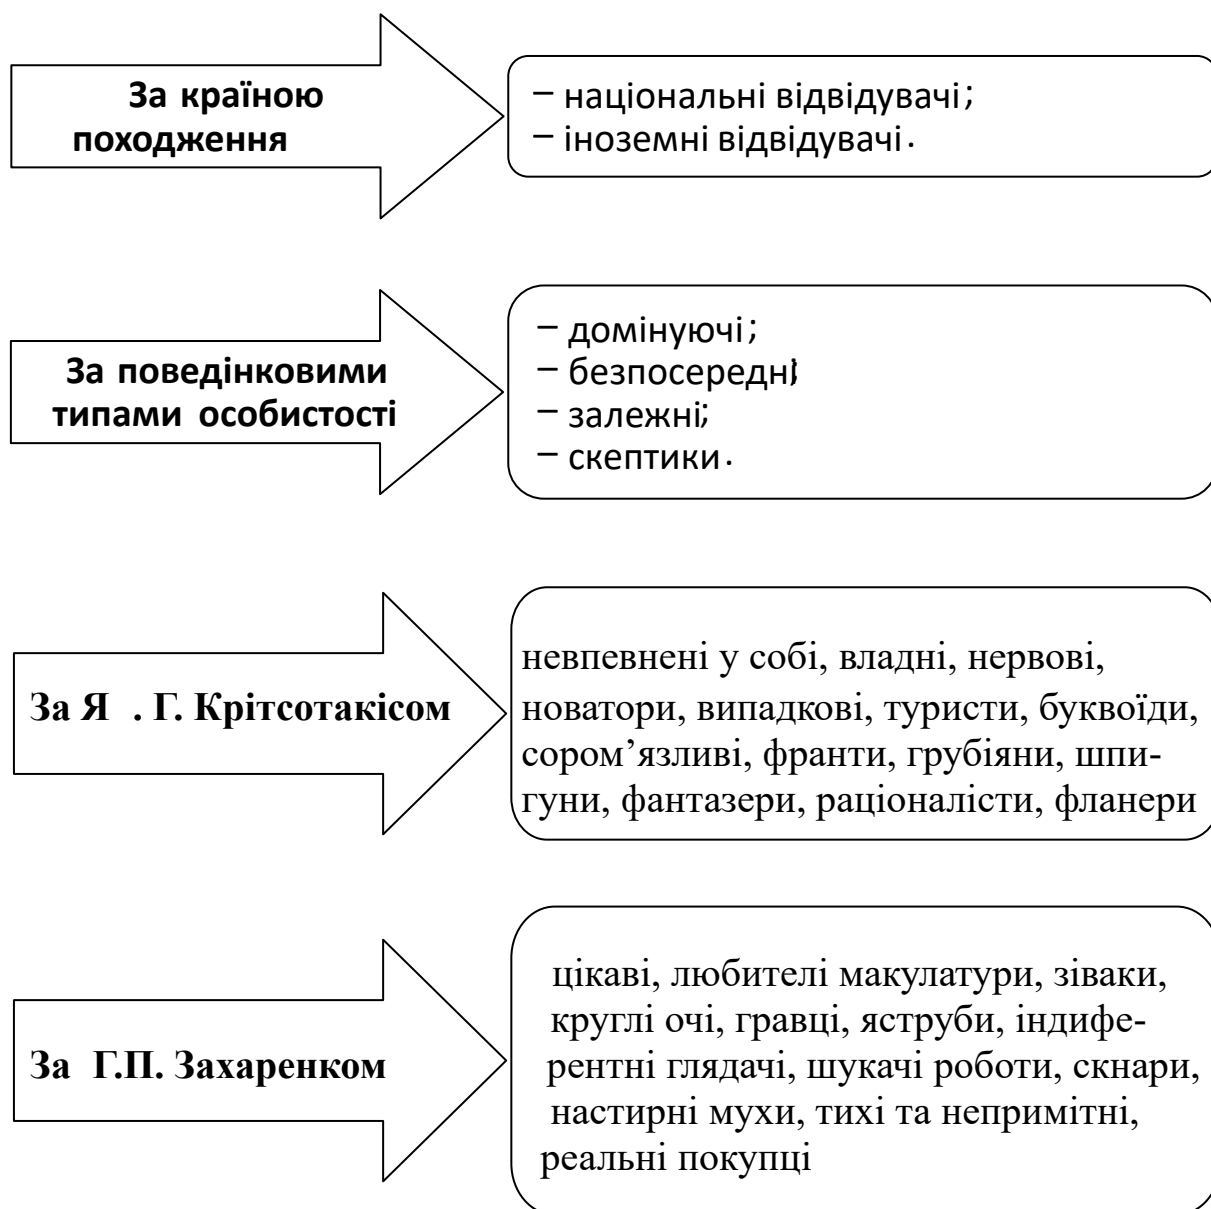 За країною
походження
– національні відвідувачі;
– іноземні відвідувачі.
За поведінковими
типами особистості
– домінуючі;
– безпосередні;
– залежні;
– скептики.
За Я . Г. Крітсотакісом
невпевнені у собі, владні, нервові,
новатори, випадкові, туристи, буквоїди,
сором’язливі, франти, грубіяни, шпи-
гуни, фантазери, раціоналісти, фланери
За Г.П. Захаренком
цікаві, любителі макулатури, зіваки,
круглі очі, гравці, яструби, індифе-
рентні глядачі, шукачі роботи, скнари,
настирні мухи, тихі та непримітні,
реальні покупці